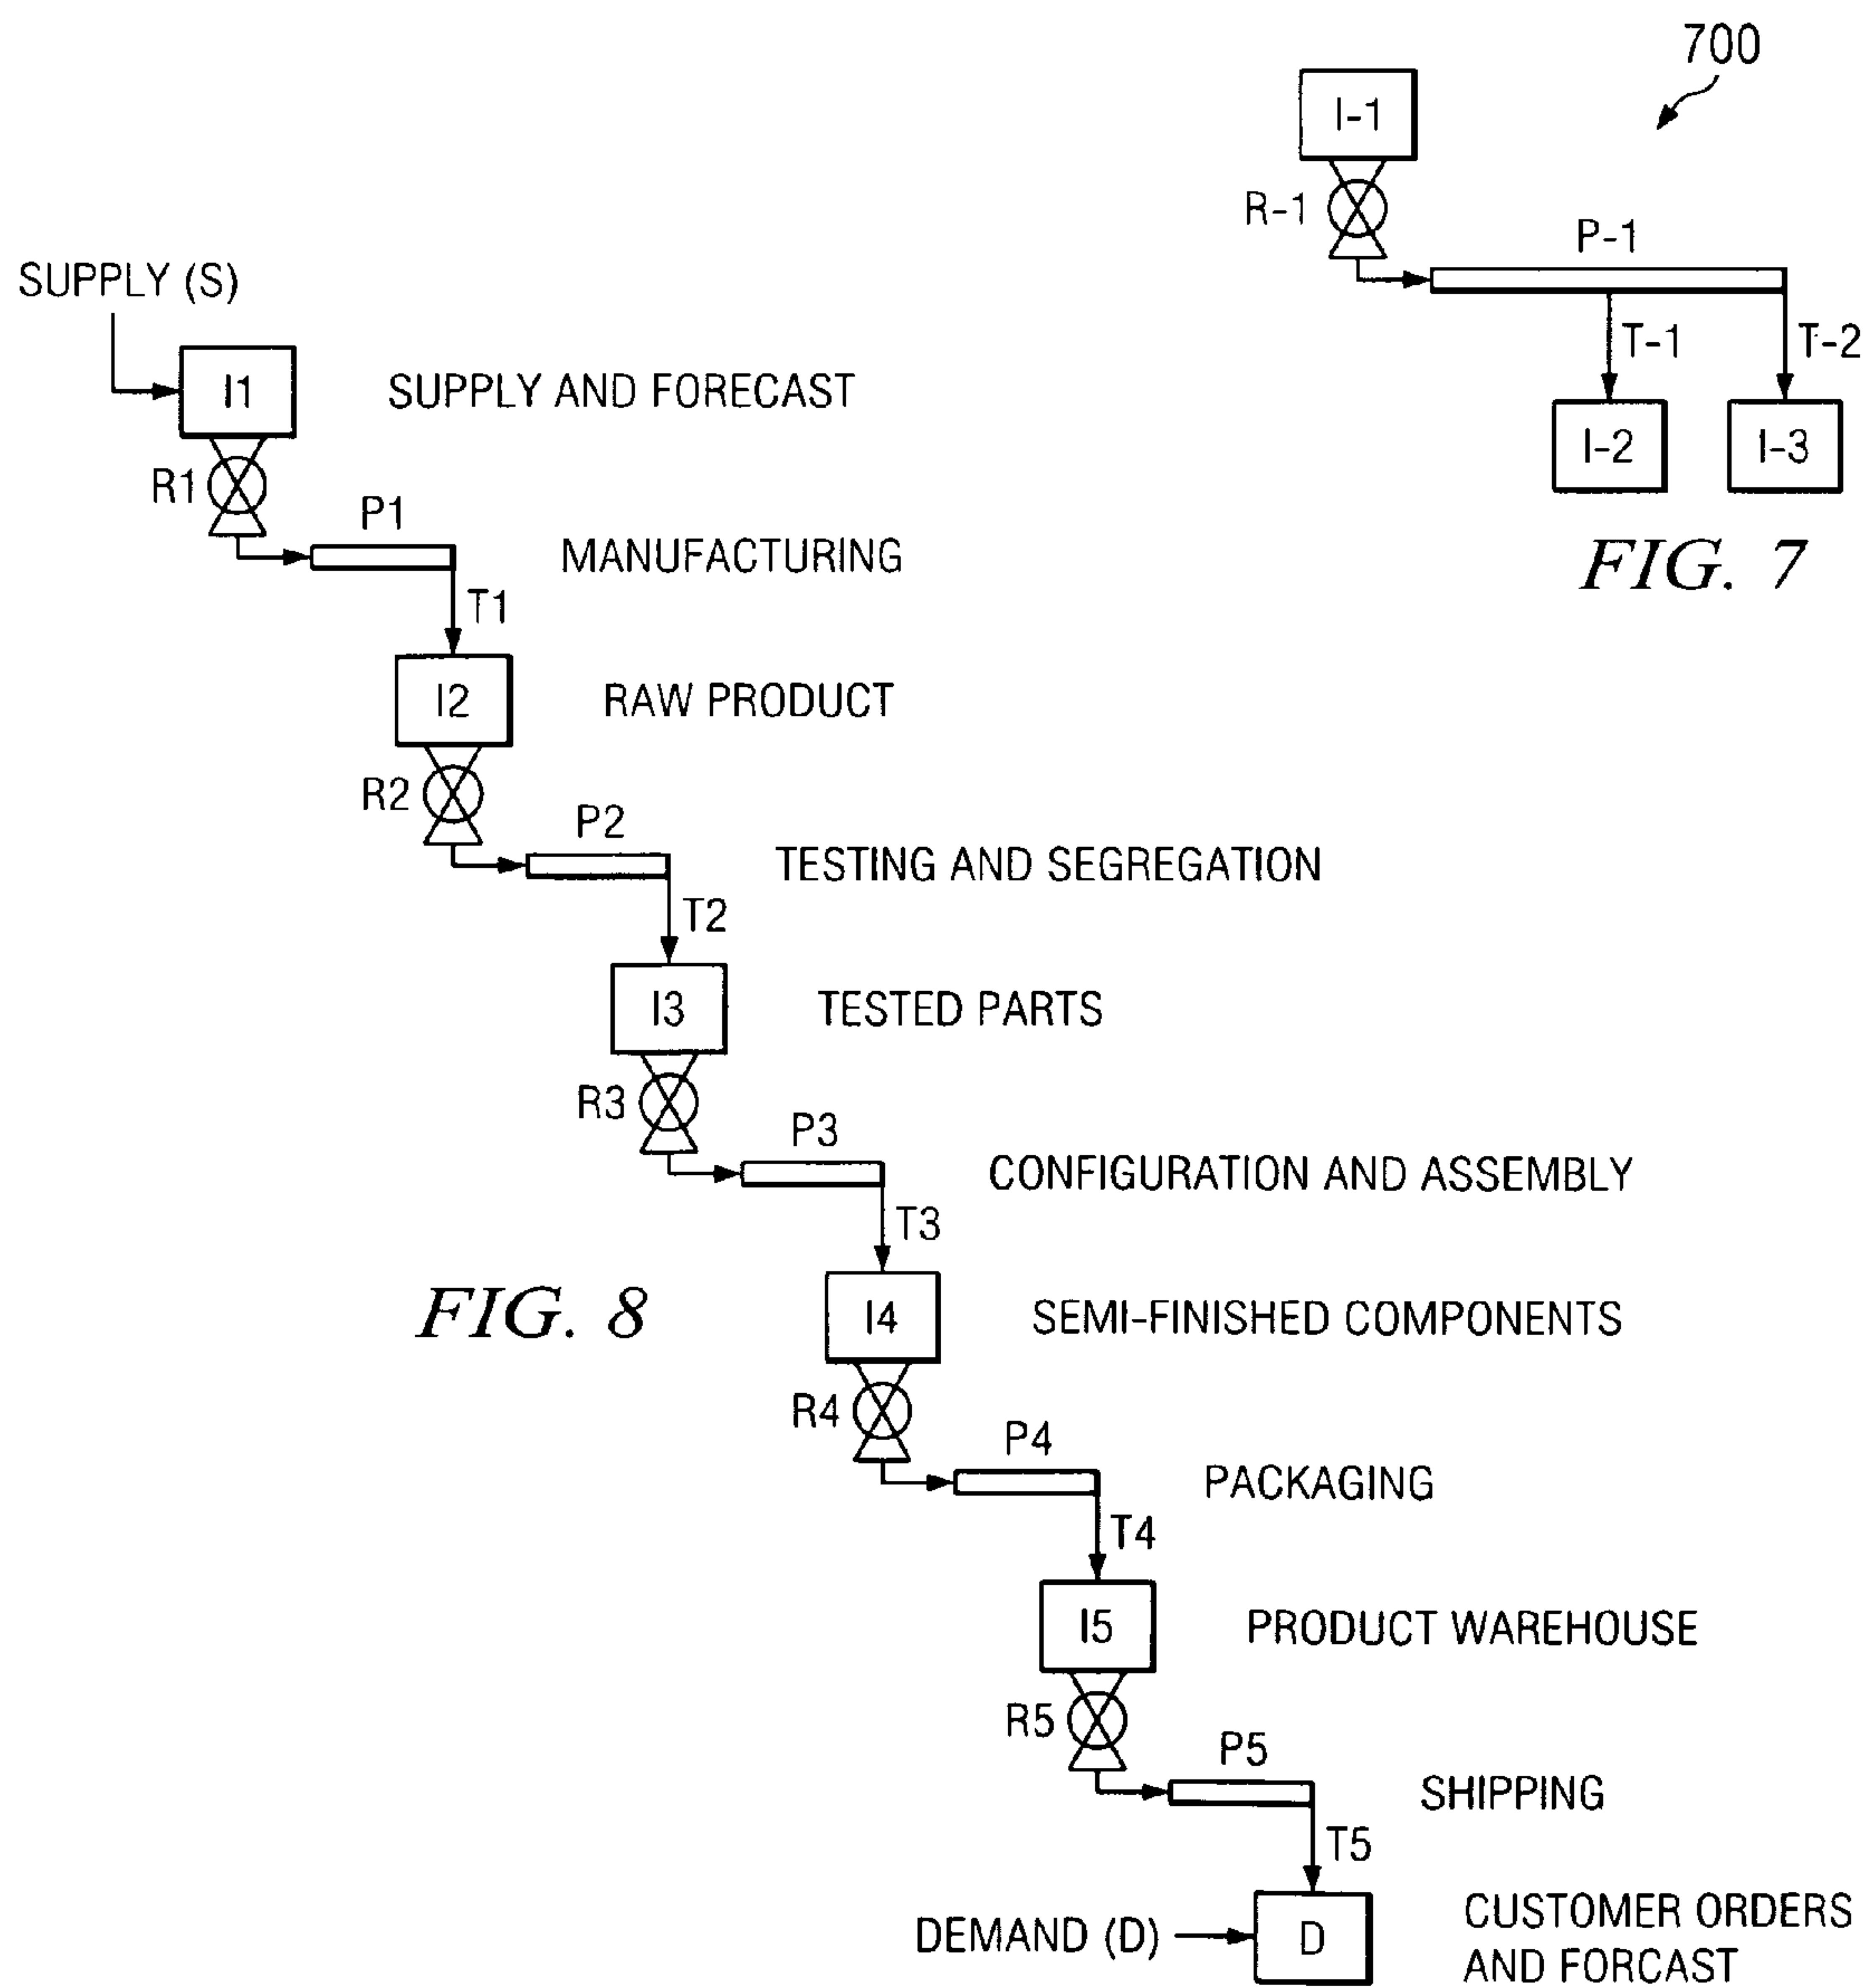 700
I-1
R-1
P-1
T-1
T-2
I-2
I-3
FIG. 7
SUPPLY (S)
I1
SUPPLY AND FORECAST
R1
P1
MANUFACTURING
T1
I2
RAW PRODUCT
R2
P2
TESTING AND SEGREGATION
T2
I3
TESTED PARTS
R3
P3
CONFIGURATION AND ASSEMBLY
T3
FIG. 8
I4
SEMI-FINISHED COMPONENTS
R4
P4
PACKAGING
T4
I5
PRODUCT WAREHOUSE
R5
P5
SHIPPING
T5
DEMAND (D)
D
CUSTOMER ORDERS
AND FORCAST